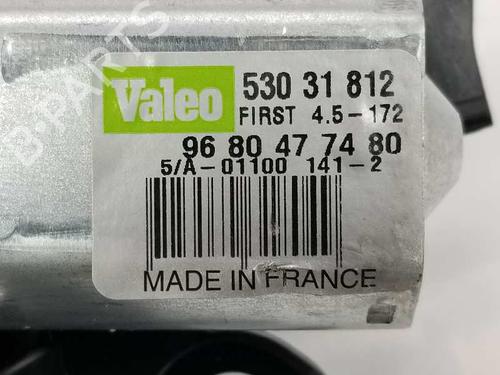 Valeo 530 31 812
FIRST 4.5-172
96 80 47 74 80
5/A-01100 141-2
MADE IN FRANCE